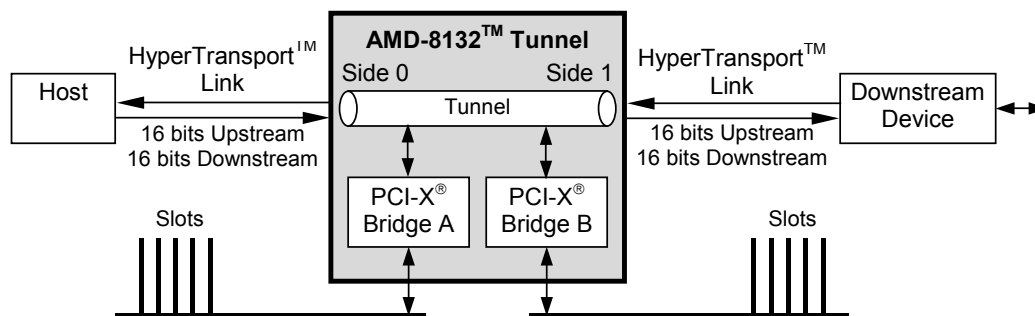 AMD-8132™ Tunnel
HyperTransport™
Link
Side 0
Side 1
HyperTransport™
Link
Host
Tunnel
Downstream
Device
16 bits Upstream
16 bits Downstream
16 bits Upstream
16 bits Downstream
PCI-X®
Bridge A
PCI-X®
Bridge B
Slots
Slots